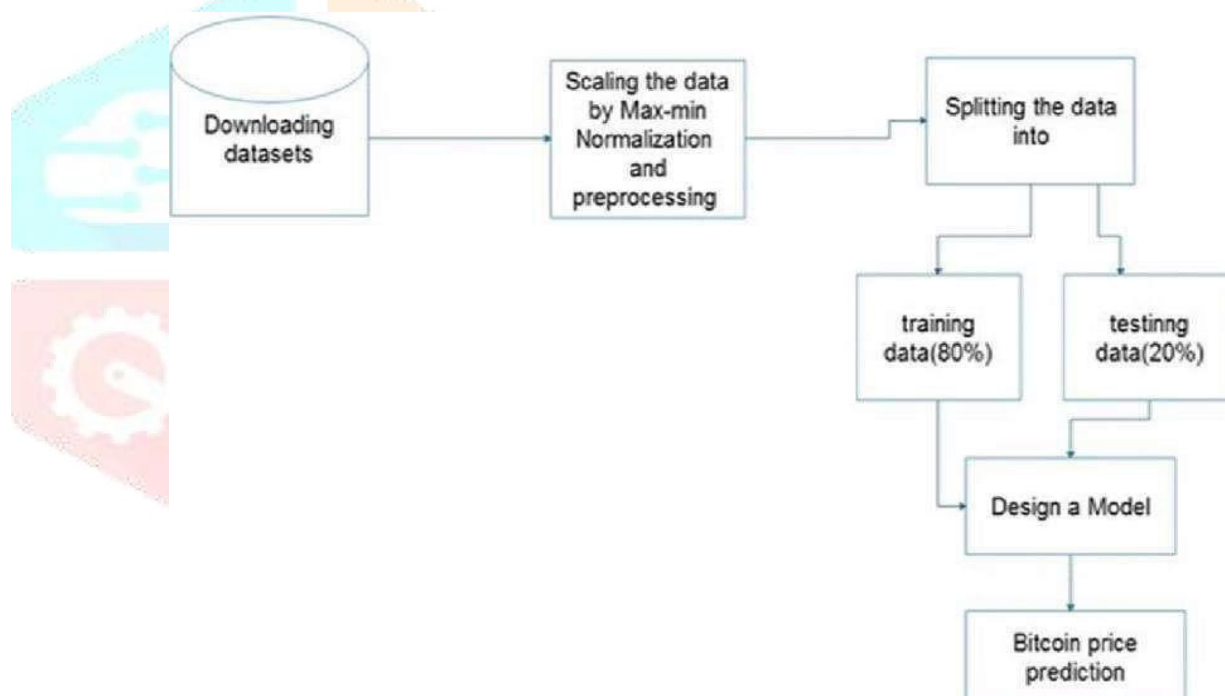 Downloading
datasets
Scaling the data
by Max-min
Normalization
and
preprocessing
Splitting the data
into
training
data(80%)
testinng
data(20%)
Design a Model
Bitcoin price
prediction